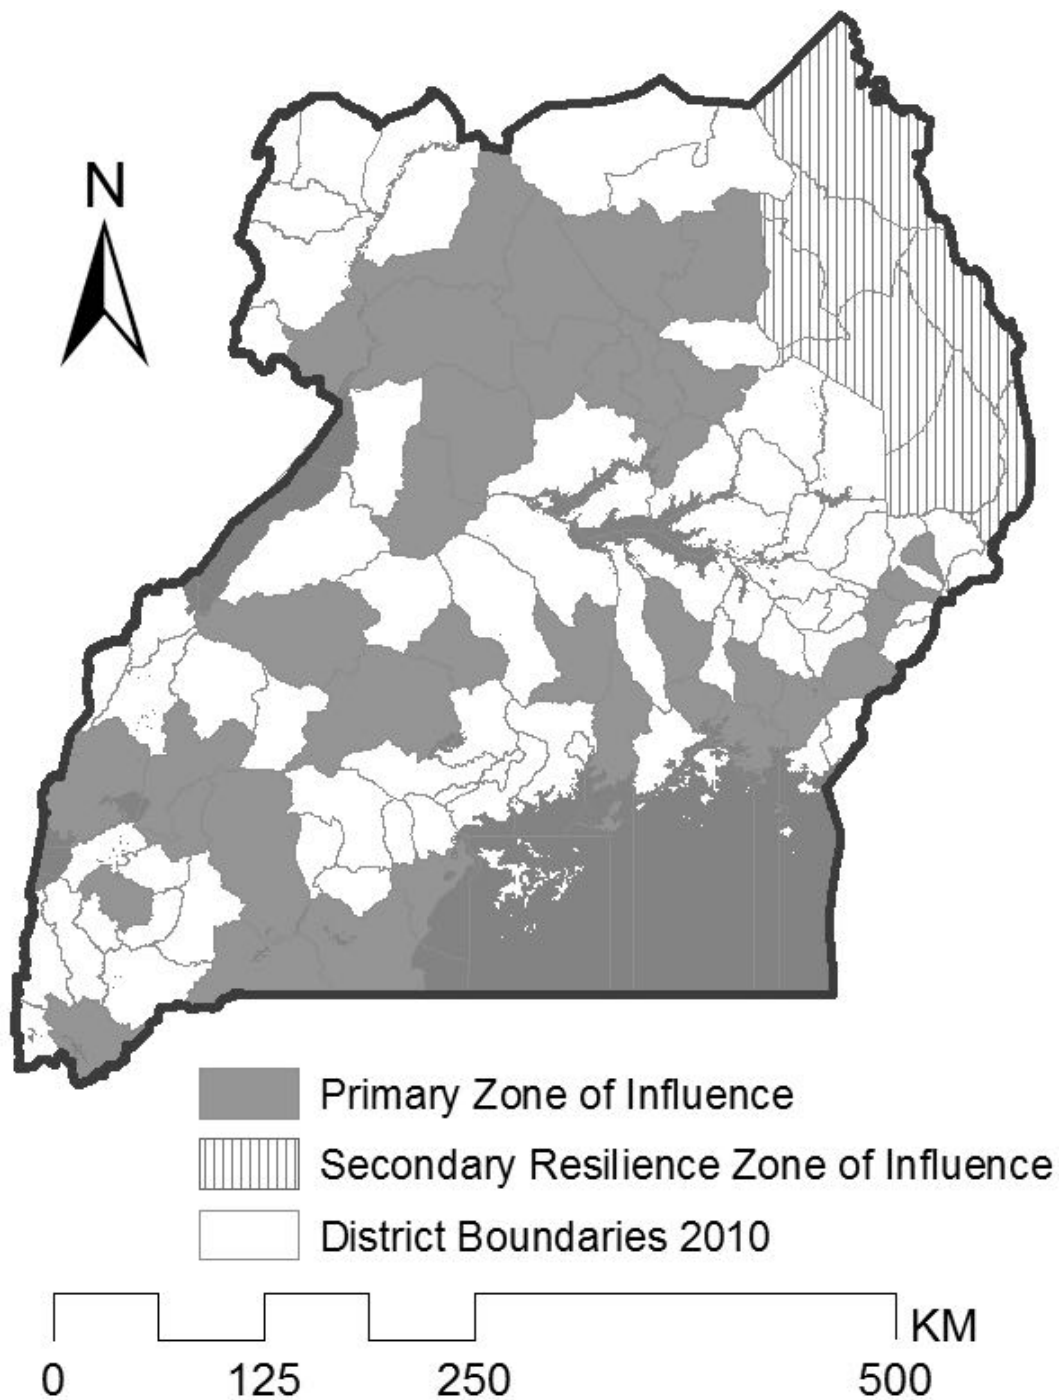 N
Primary Zone of Influence
Secondary Resilience Zone of Influence
District Boundaries 2010
KM
0 125 250 500